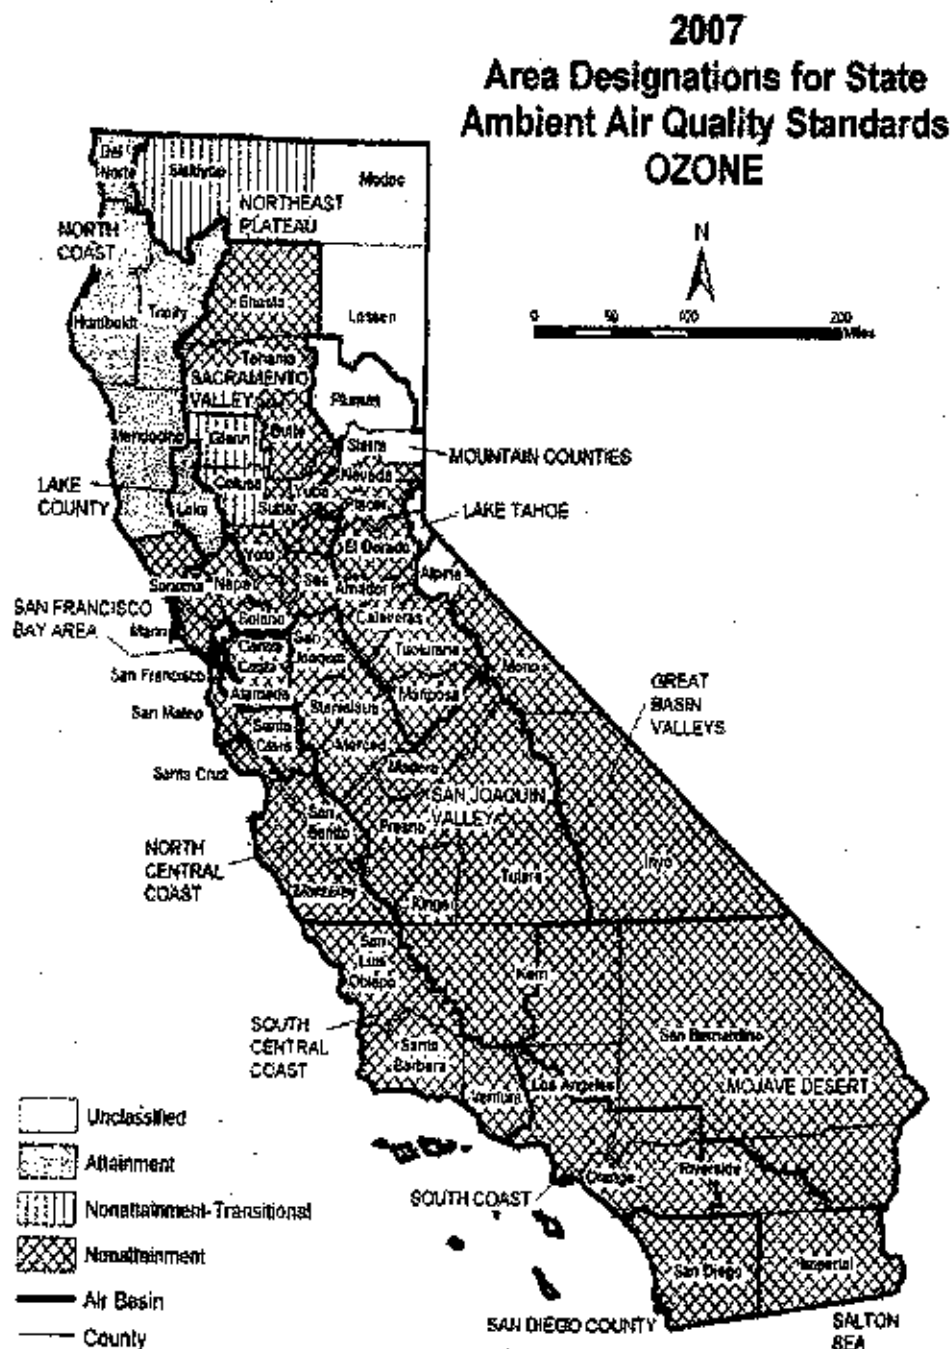 2007
Area Designations for State
Ambient Air Quality Standards
OZONE
N
0 50 100 200
Miles
Del
Norte
Siskiyou
Modoc
NORTHEAST
PLATEAU
NORTH
COAST
Shasta
Humboldt
Trinity
Lassen
Tehama
SACRAMENTO
VALLEY
Plumas
Mendocino
Glenn
Butte
Sierra
MOUNTAIN COUNTIES
Colusa
Yuba
Nevada
LAKE
COUNTY
Lake
Sutter
Placer
LAKE TAHOE
Yolo
El Dorado
Sonoma
Napa
Sac
Amador
Alpine
SAN FRANCISCO
BAY AREA
Marin
Solano
Calaveras
Contra
Costa
San
Joaquin
Tuolumne
Mono
San Francisco
Alameda
Mariposa
GREAT
BASIN
VALLEYS
San Mateo
Stanislaus
Santa
Clara
Merced
Santa Cruz
Madera
SAN JOAQUIN
VALLEY
San
Benito
Fresno
NORTH
CENTRAL
COAST
Inyo
Tulare
Monterey
Kings
San
Luis
Obispo
Kern
SOUTH
CENTRAL
COAST
Santa
Barbara
San Bernardino
Ventura
Los Angeles
MOJAVE DESERT
Orange
Riverside
SOUTH COAST
San Diego
Imperial
SAN DIEGO COUNTY
SALTON
SEA
Unclassified
Attainment
Nonattainment-Transitional
Nonattainment
Air Basin
County